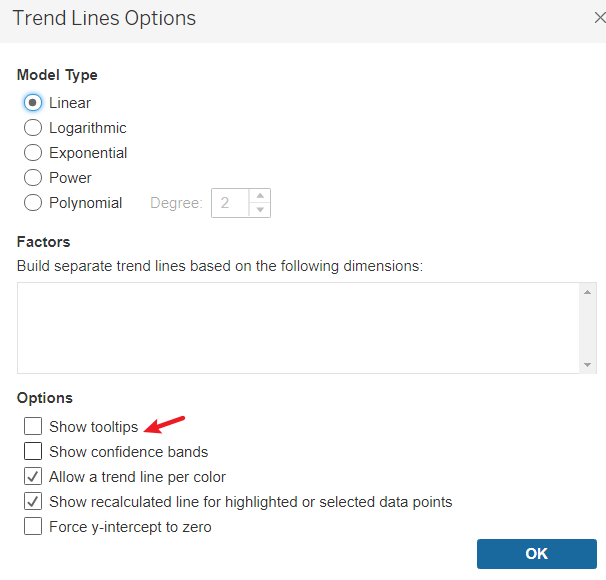 Trend Lines Options
Model Type
Linear
Logarithmic
Exponential
Power
Polynomial Degree: 2
Factors
Build separate trend lines based on the following dimensions:
Options
Show tooltips
Show confidence bands
Allow a trend line per color
Show recalculated line for highlighted or selected data points
Force y-intercept to zero
OK